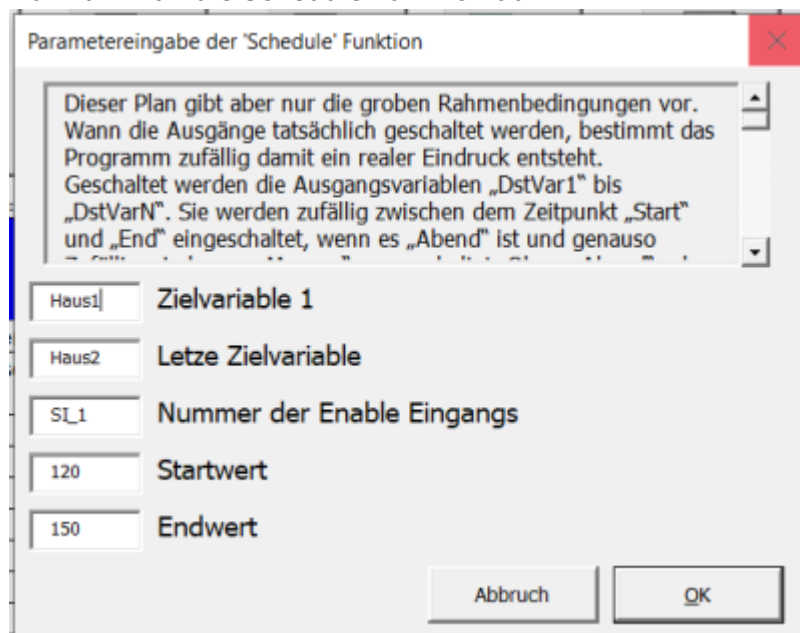 Parametereingabe der 'Schedule' Funktion
Dieser Plan gibt aber nur die groben Rahmenbedingungen vor.
Wann die Ausgänge tatsächlich geschaltet werden, bestimmt das
Programm zufällig damit ein realer Eindruck entsteht.
Geschaltet werden die Ausgangsvariablen „DstVar1“ bis
„DstVarN“. Sie werden zufällig zwischen dem Zeitpunkt „Start“
und „End“ eingeschaltet, wenn es „Abend“ ist und genauso
Haus1 Zielvariable 1
Haus2 Letze Zielvariable
SI_1 Nummer der Enable Eingangs
120 Startwert
150 Endwert
Abbruch OK